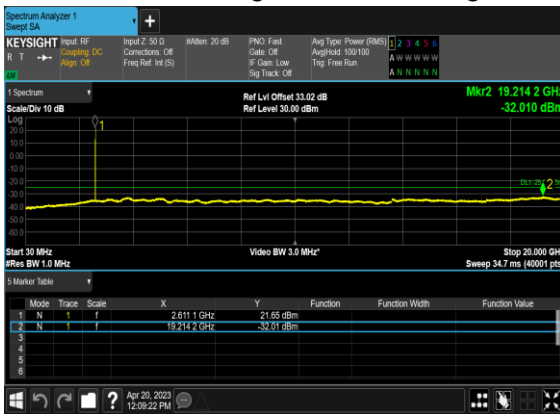 Spectrum Analyzer 1
Swept SA
KEYSIGHT
R T
Input: RF
Coupling: DC
Align: Off
Input Z: 50 Ω
Corrections: Off
Freq Ref: Int (S)
#Atten: 20 dB
PNO: Fast
Gate: Off
IF Gain: Low
Sig Track: Off
Avg Type: Power (RMS)
Avg|Hold: 100/100
Trig: Free Run
1 2 3 4 5 6
A W W W W W
A N N N N N
1 Spectrum
Scale/Div 10 dB
Ref Lvl Offset 33.02 dB
Ref Level 30.00 dBm
Mkr2 19.214 2 GHz
-32.010 dBm
Log
20.0
10.0
0.00
-10.0
-20.0
-30.0
-40.0
-50.0
-60.0
1
2
Start 30 MHz
#Res BW 1.0 MHz
Video BW 3.0 MHz*
Stop 20.000 GHz
Sweep 34.7 ms (40001 pts)
5 Marker Table
Mode Trace Scale X Y Function Function Width Function Value
1 N 1 f 2.611 1 GHz 21.65 dBm
2 N 1 f 19.214 2 GHz -32.01 dBm
3
4
5
6
Apr 20, 2023
12:09:22 PM